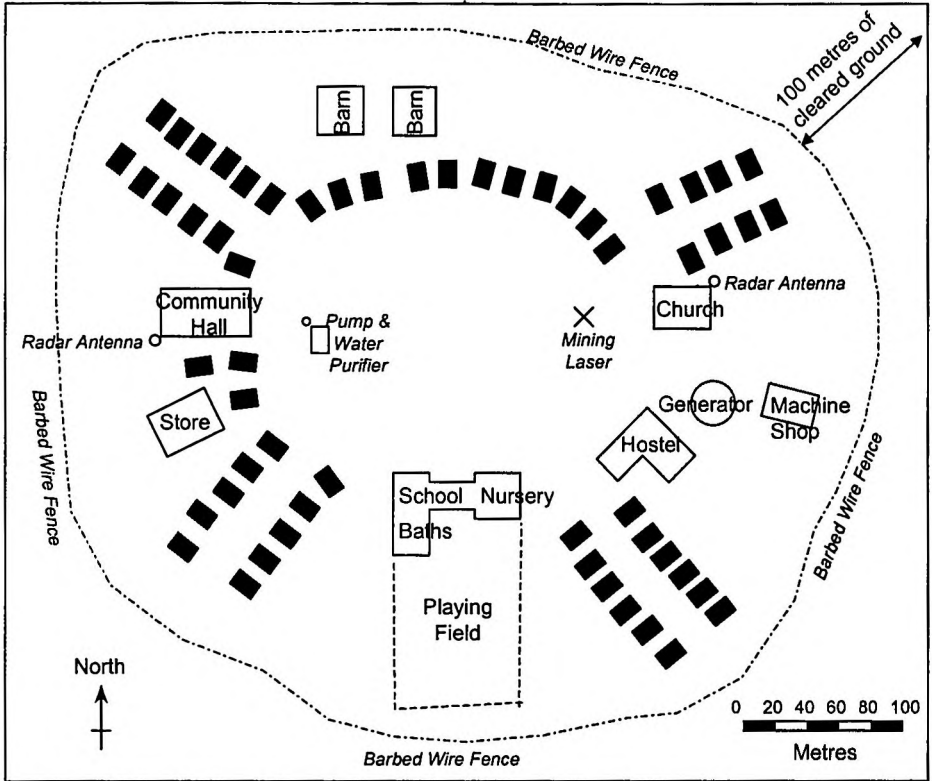 Barbed Wire Fence
100 metres of
cleared ground
Barn
Barn
Community
Hall
Radar Antenna
Pump &
Water
Purifier
Mining
Laser
Church
Radar Antenna
Store
Generator
Machine
Shop
Hostel
Barbed Wire Fence
Barbed Wire Fence
School
Nursery
Baths
Playing
Field
North
0 20 40 60 80 100
Metres
Barbed Wire Fence